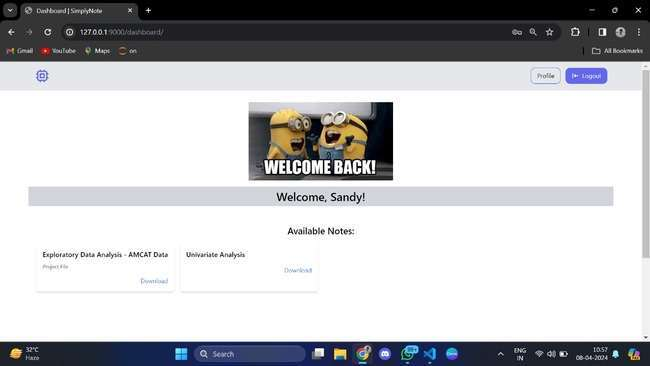 Dashboard | SimplyNote
127.0.0.1:9000/dashboard/
Gmail YouTube Maps on All Bookmarks
Profile Logout
WELCOME BACK!
Welcome, Sandy!
Available Notes:
Exploratory Data Analysis - AMCAT Data
Project File
Download
Univariate Analysis
Download
32°C
Haze
Search
99+
ENG
IN
10:57
08-04-2024